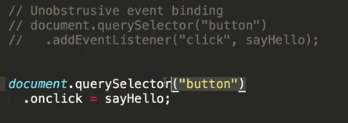 // Unobstrusive event binding
// document.querySelector("button")
//   .addEventListener("click", sayHello);
document.querySelector("button")
.onclick = sayHello;